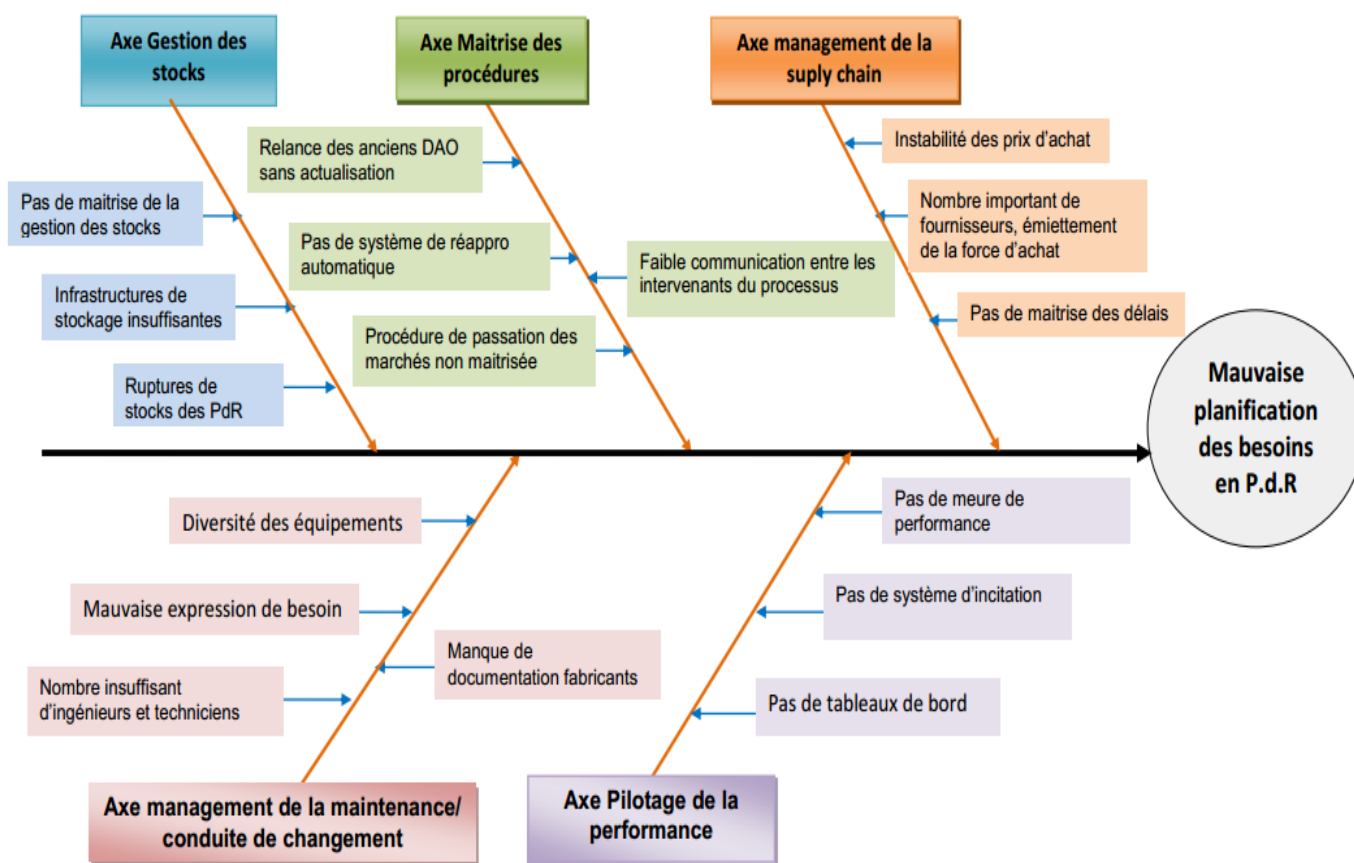 Axe Gestion des
stocks
Axe Maitrise des
procédures
Axe management de la
suply chain
Relance des anciens DAO
sans actualisation
Instabilité des prix d'achat
Pas de maitrise de la
gestion des stocks
Nombre important de
fournisseurs, émiettement
de la force d'achat
Pas de système de réappro
automatique
Faible communication entre les
intervenants du processus
Infrastructures de
stockage insuffisantes
Pas de maitrise des délais
Procédure de passation des
marchés non maitrisée
Ruptures de
stocks des PdR
Mauvaise
planification
des besoins
en P.d.R
Diversité des équipements
Pas de meure de
performance
Mauvaise expression de besoin
Pas de système d'incitation
Manque de
documentation fabricants
Nombre insuffisant
d'ingénieurs et techniciens
Pas de tableaux de bord
Axe management de la maintenance/
conduite de changement
Axe Pilotage de la
performance